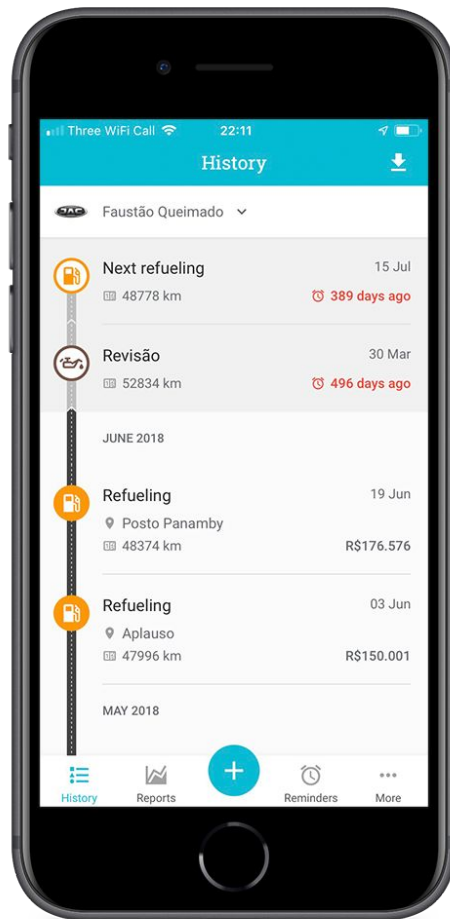 Three WiFi Call 22:11
History
JAC Faustão Queimado
Next refueling 15 Jul
48778 km 389 days ago
Revisão 30 Mar
52834 km 496 days ago
JUNE 2018
Refueling 19 Jun
Posto Panamby
48374 km R$176.576
Refueling 03 Jun
Aplauso
47996 km R$150.001
MAY 2018
+
History Reports Reminders More